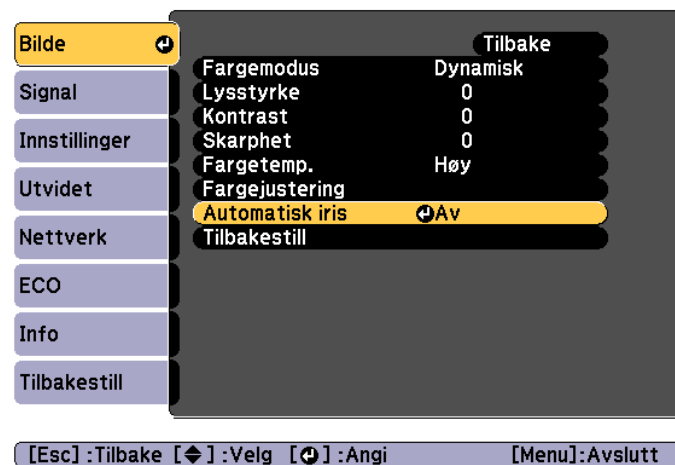 Bilde
Signal
Innstillinger
Utvidet
Nettverk
ECO
Info
Tilbakestill
Tilbake
Fargemodus Dynamisk
Lysstyrke 0
Kontrast 0
Skarphet 0
Fargetemp. Høy
Fargejustering
Automatisk iris Av
Tilbakestill
[Esc] :Tilbake [◆] :Velg [⏎] :Angi [Menu]:Avslutt